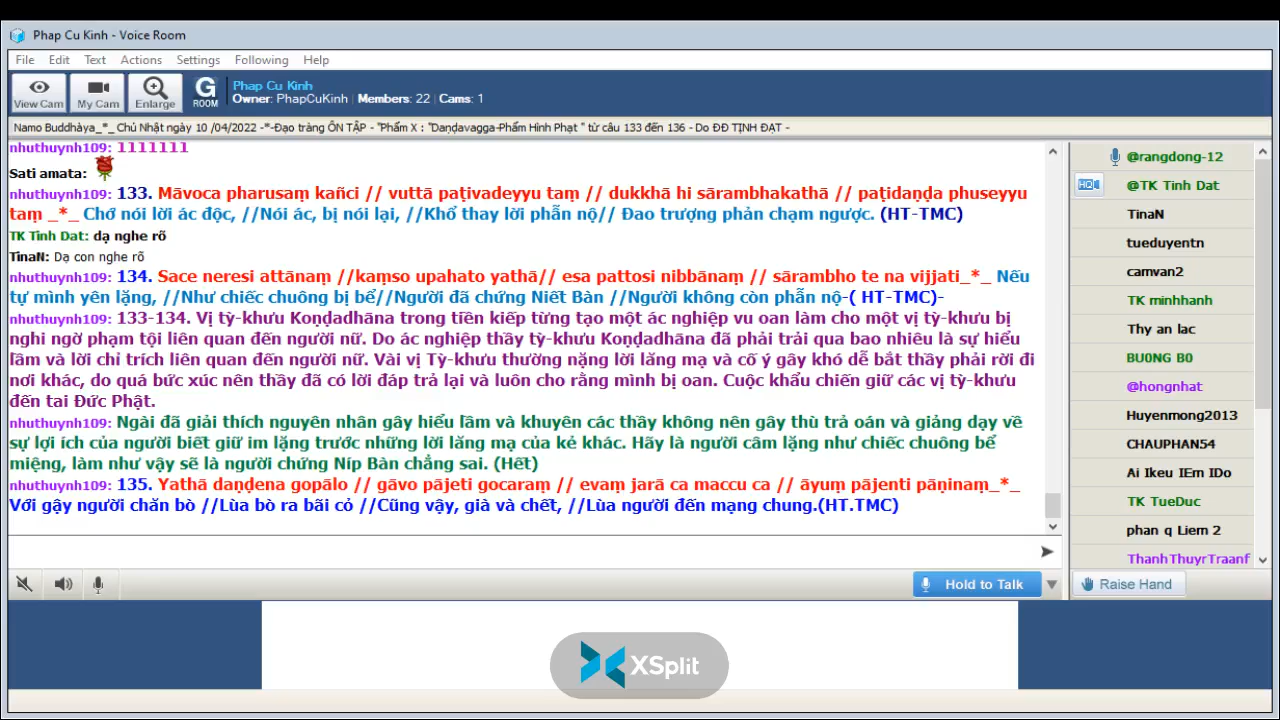 Phap Cu Kinh - Voice Room
File Edit Text Actions Settings Following Help
View Cam My Cam Enlarge G ROOM
Phap Cu Kinh
Owner: PhapCuKinh | Members: 22 | Cams: 1
Namo Buddhàya_*_ Chủ Nhật ngày 10 /04/2022 -*-Đạo tràng ÔN TẬP - "Phẩm X : "Daṇḍavagga-Phẩm Hình Phạt " từ câu 133 đến 136 - Do ĐĐ TỊNH ĐẠT -
nhuthuynh109: 1111111
Sati amata:
nhuthuynh109: 133. Māvoca pharusaṃ kañci // vuttā paṭivadeyyu taṃ // dukkhā hi sārambhakathā // paṭidaṇḍa phuseyyu
taṃ _*_ Chớ nói lời ác độc, //Nói ác, bị nói lại, //Khổ thay lời phẫn nộ// Đao trượng phản chạm ngược. (HT-TMC)
TK Tinh Dat: dạ nghe rõ
TinaN: Dạ con nghe rõ
nhuthuynh109: 134. Sace neresi attānaṃ //kaṃso upahato yathā// esa pattosi nibbānaṃ // sārambho te na vijjati_*_ Nếu
tự mình yên lặng, //Như chiếc chuông bị bể//Người đã chứng Niết Bàn //Người không còn phẫn nộ-( HT-TMC)-
nhuthuynh109: 133-134. Vị tỳ-khưu Koṇḍadhāna trong tiền kiếp từng tạo một ác nghiệp vu oan làm cho một vị tỳ-khưu bị
nghi ngờ phạm tội liên quan đến người nữ. Do ác nghiệp thầy tỳ-khưu Koṇḍadhāna đã phải trải qua bao nhiêu là sự hiểu
lầm và lời chỉ trích liên quan đến người nữ. Vài vị Tỳ-khưu thường nặng lời lăng mạ và cố ý gây khó dễ bắt thầy phải rời đi
nơi khác, do quá bức xúc nên thầy đã có lời đáp trả lại và luôn cho rằng mình bị oan. Cuộc khẩu chiến giữ các vị tỳ-khưu
đến tai Đức Phật.
nhuthuynh109: Ngài đã giải thích nguyên nhân gây hiểu lầm và khuyên các thầy không nên gây thù trả oán và giảng dạy về
sự lợi ích của người biết giữ im lặng trước những lời lăng mạ của kẻ khác. Hãy là người câm lặng như chiếc chuông bể
miệng, làm như vậy sẽ là người chứng Níp Bàn chẳng sai. (Hết)
nhuthuynh109: 135. Yathā daṇḍena gopālo // gāvo pājeti gocaraṃ // evaṃ jarā ca maccu ca // āyuṃ pājenti pāṇinaṃ_*_
Với gậy người chăn bò //Lùa bò ra bãi cỏ //Cũng vậy, già và chết, //Lùa người đến mạng chung.(HT.TMC)
@rangdong-12
HQ @TK Tinh Dat
TinaN
tueduyentn
camvan2
TK minhhanh
Thy an lac
BU0NG B0
@hongnhat
Huyenmong2013
CHAUPHAN54
Ai Ikeu IEm IDo
TK TueDuc
phan q Liem 2
ThanhThuyrTraanf
Hold to Talk
Raise Hand
XSplit